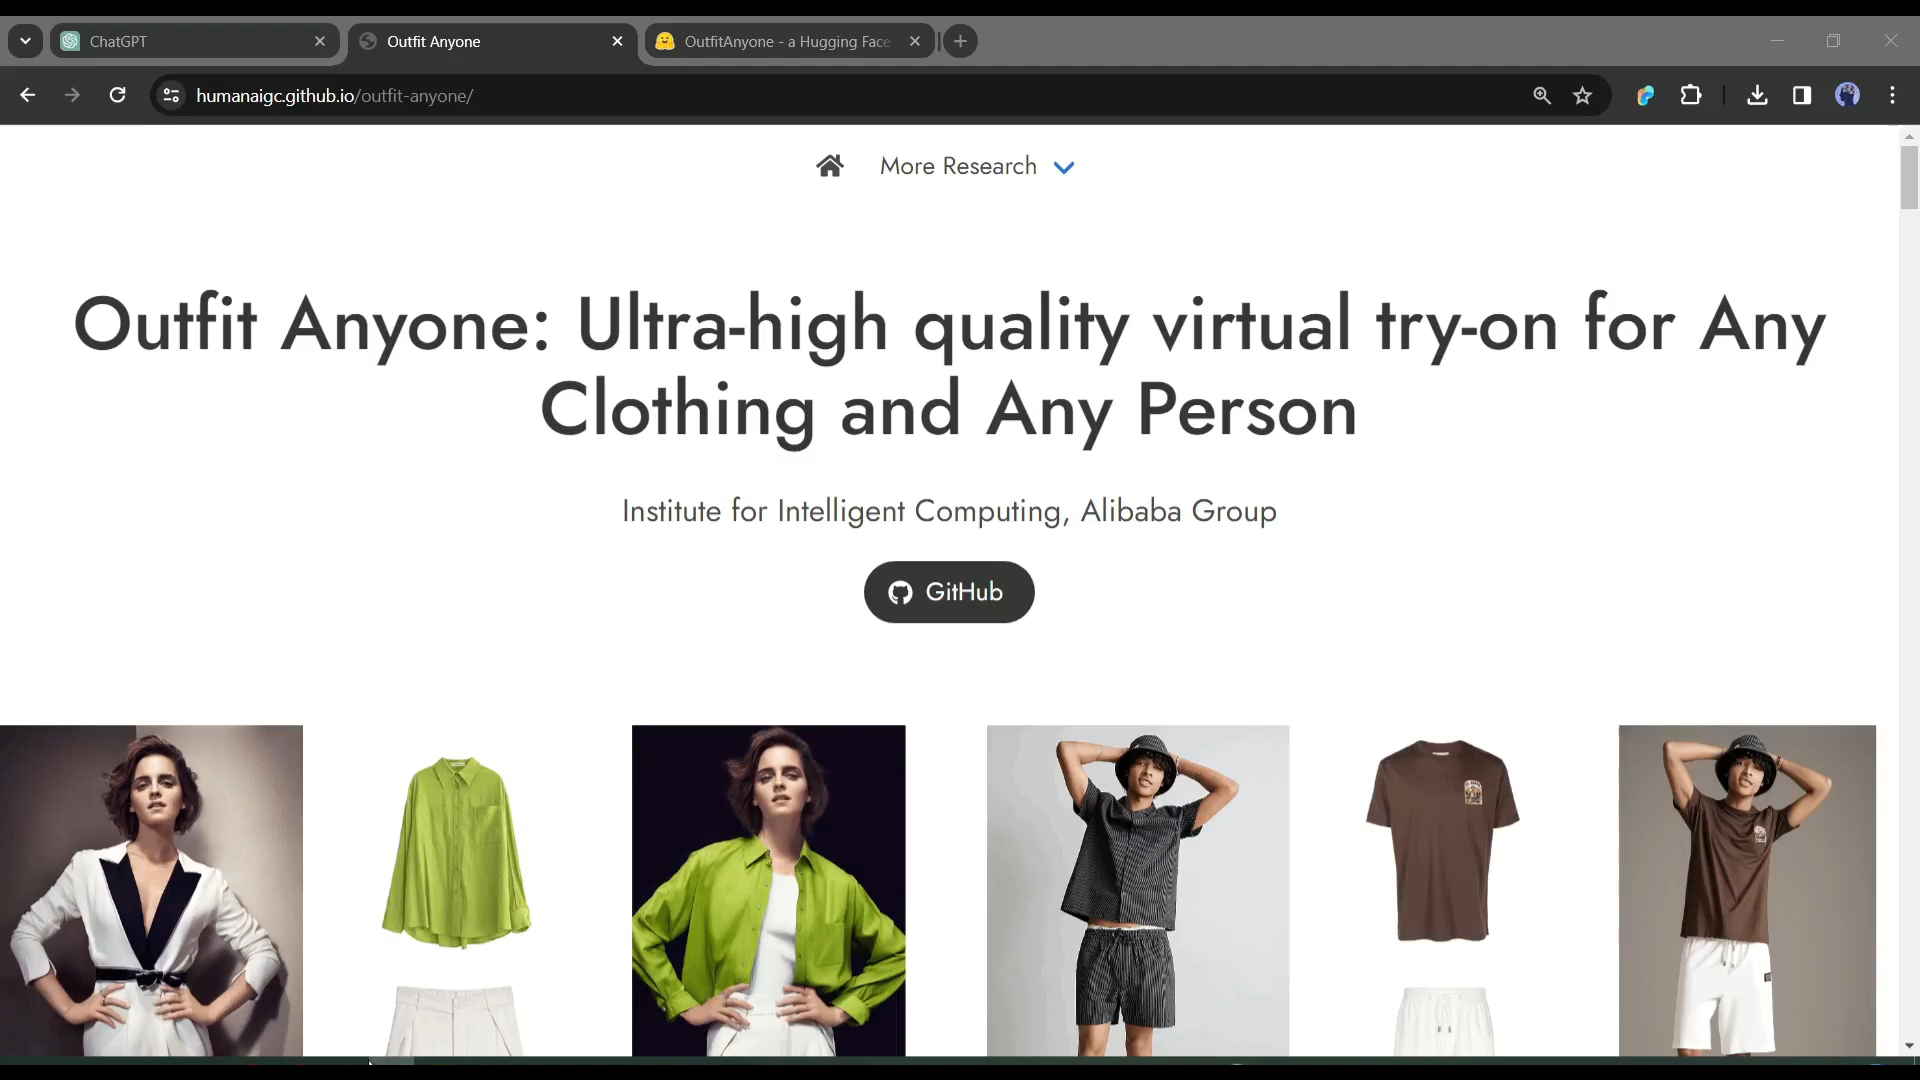 ChatGPT
Outfit Anyone
OutfitAnyone - a Hugging Face
humanaigc.github.io/outfit-anyone/
More Research
Outfit Anyone: Ultra-high quality virtual try-on for Any
Clothing and Any Person
Institute for Intelligent Computing, Alibaba Group
GitHub